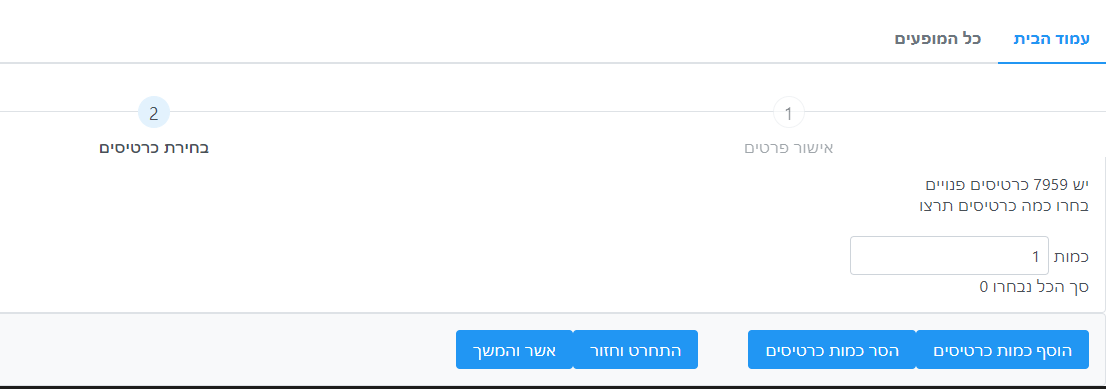 עמוד הבית
כל המופעים
1
אישור פרטים
2
בחירת כרטיסים
יש 7959 כרטיסים פנויים
בחרו כמה כרטיסים תרצו
כמות 1
סך הכל נבחרו 0
הוסף כמות כרטיסים הסר כמות כרטיסים התחרט וחזור אשר והמשך